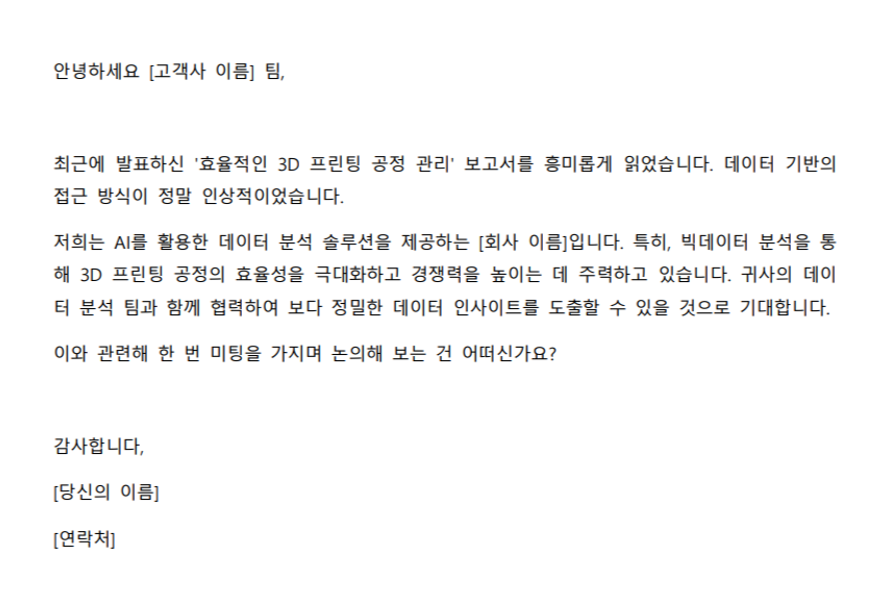 안녕하세요 [고객사 이름] 팀,
최근에 발표하신 '효율적인 3D 프린팅 공정 관리' 보고서를 흥미롭게 읽었습니다. 데이터 기반의
접근 방식이 정말 인상적이었습니다.
저희는 AI를 활용한 데이터 분석 솔루션을 제공하는 [회사 이름]입니다. 특히, 빅데이터 분석을 통
해 3D 프린팅 공정의 효율성을 극대화하고 경쟁력을 높이는 데 주력하고 있습니다. 귀사의 데이
터 분석 팀과 함께 협력하여 보다 정밀한 데이터 인사이트를 도출할 수 있을 것으로 기대합니다.
이와 관련해 한 번 미팅을 가지며 논의해 보는 건 어떠신가요?
감사합니다,
[당신의 이름]
[연락처]